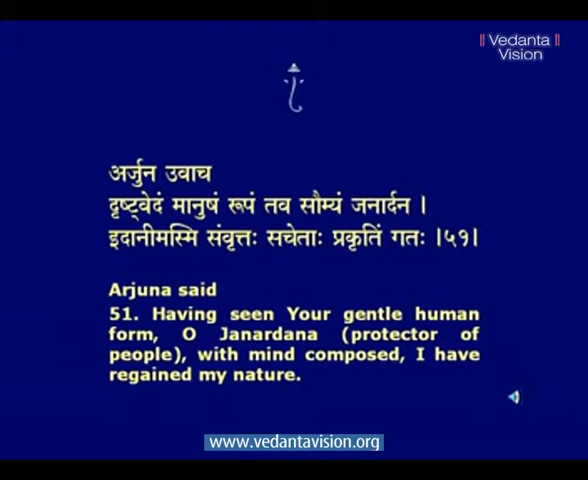 || Vedanta ||
Vision
अर्जुन उवाच
दृष्ट्वेदं मानुषं रूपं तव सौम्यं जनार्दन ।
इदानीमस्मि संवृत्तः सचेताः प्रकृतिं गतः ।५१।
Arjuna said
51. Having seen Your gentle human
form, O Janardana (protector of
people), with mind composed, I have
regained my nature.
www.vedantavision.org